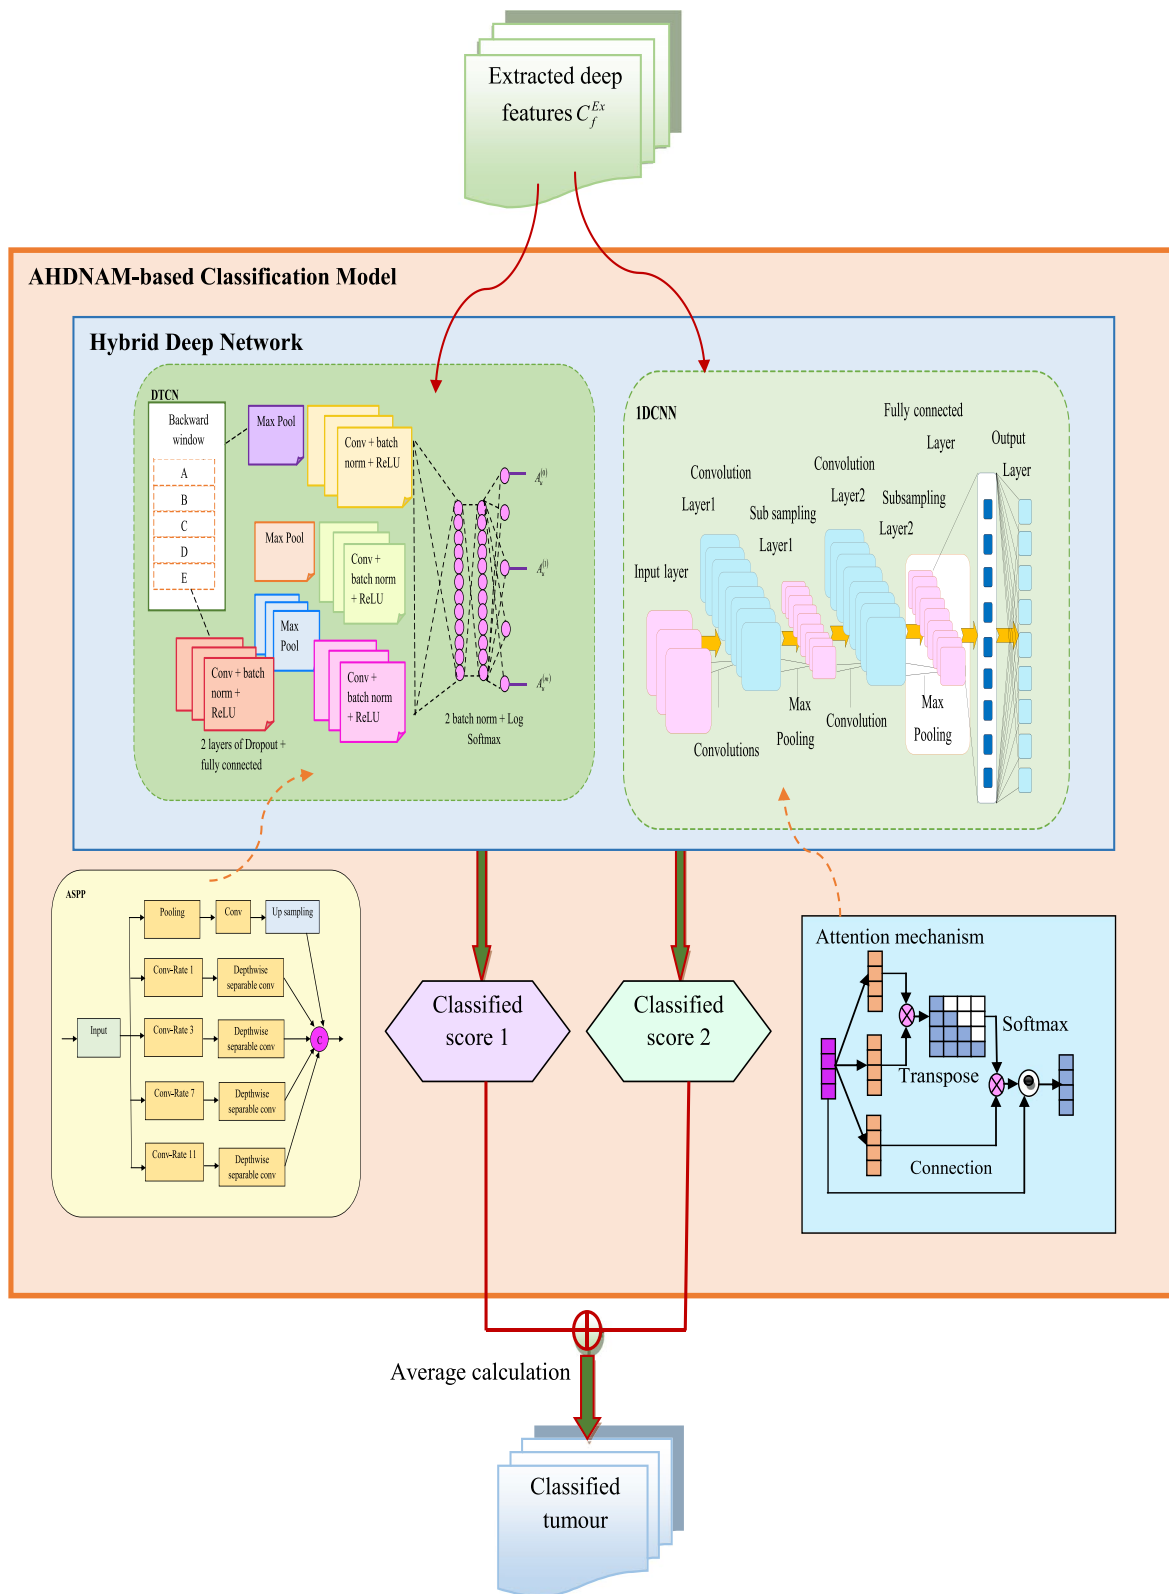 Extracted deep
features C_f^{Ex}
AHDNAM-based Classification Model
Hybrid Deep Network
DTCN
Backward
window
A
B
C
D
E
Max Pool
Conv + batch
norm + ReLU
Max Pool
Conv +
batch norm
+ ReLU
Max
Pool
Conv + batch
norm +
ReLU
Conv +
batch norm
+ ReLU
2 layers of Dropout +
fully connected
2 batch norm + Log
Softmax
1DCNN
Fully connected
Layer
Output
Layer
Convolution
Layer1
Convolution
Layer2
Sub sampling
Layer1
Subsampling
Layer2
Input layer
Convolutions
Max
Pooling
Convolution
Max
Pooling
ASPP
Pooling
Conv
Up sampling
Conv-Rate 1
Depthwise
separable conv
Input
Conv-Rate 3
Depthwise
separable conv
C
Conv-Rate 7
Depthwise
separable conv
Conv-Rate 11
Depthwise
separable conv
Classified
score 1
Classified
score 2
Attention mechanism
Softmax
Transpose
Connection
Average calculation
Classified
tumour